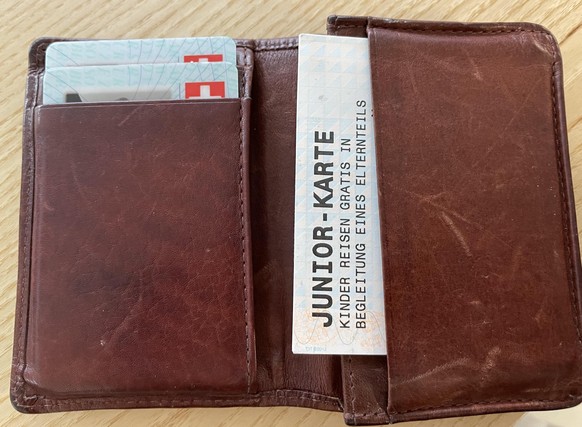 JUNIOR-KARTE
KINDER REISEN GRATIS IN
BEGLEITUNG EINES ELTERNTEILS